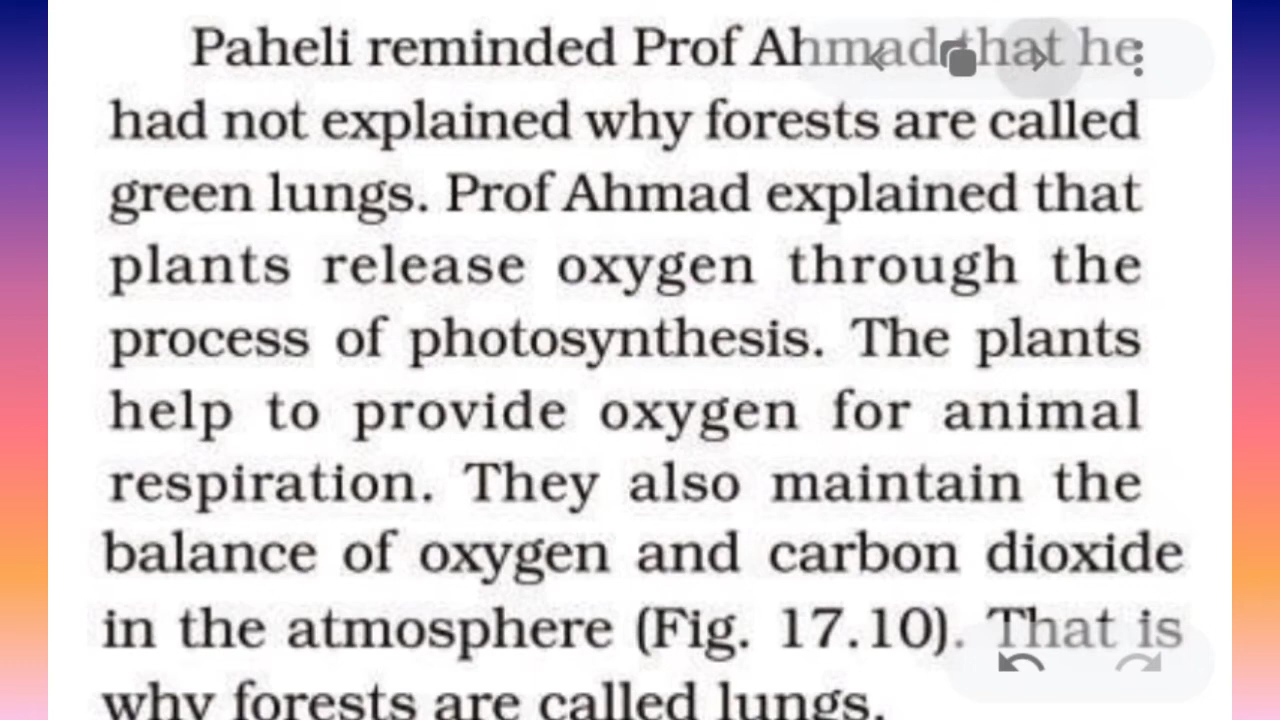 Paheli reminded Prof Ahmad that he
had not explained why forests are called
green lungs. Prof Ahmad explained that
plants release oxygen through the
process of photosynthesis. The plants
help to provide oxygen for animal
respiration. They also maintain the
balance of oxygen and carbon dioxide
in the atmosphere (Fig. 17.10). That is
why forests are called lungs.